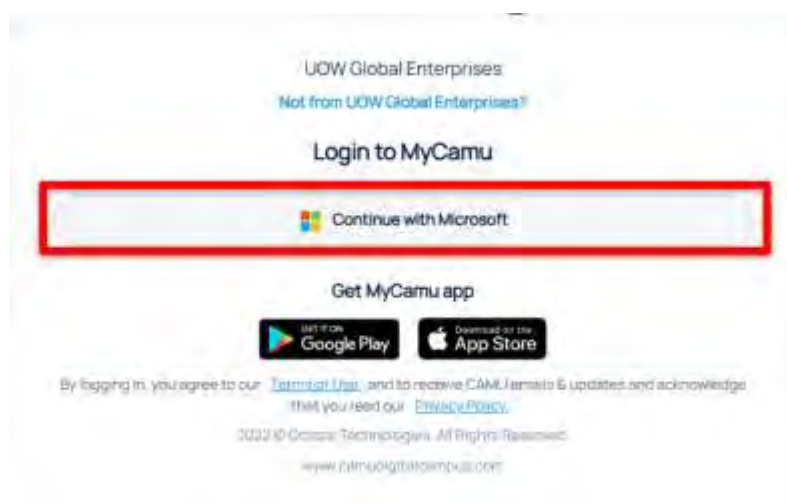 UOW Global Enterprises
Not from UOW Global Enterprises?
Login to MyCamu
Continue with Microsoft
Get MyCamu app
GET IT ON
Google Play
Download on the
App Store
By logging in, you agree to our Terms of Use and to receive CAMU emails & updates and acknowledge
that you read our Privacy Policy.
2022 © Octoze Technologies. All Rights Reserved
www.camudigitalcampus.com